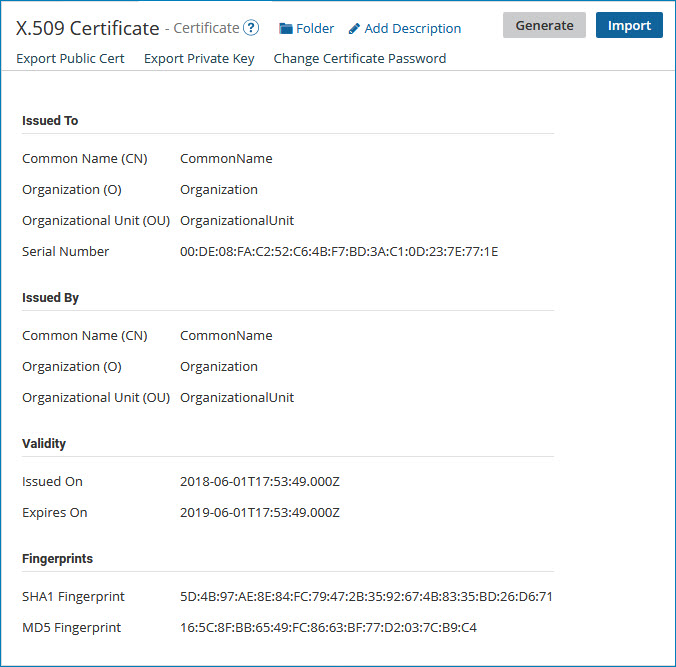 X.509 Certificate - Certificate ? Folder Add Description Generate Import
Export Public Cert Export Private Key Change Certificate Password
Issued To
Common Name (CN) CommonName
Organization (O) Organization
Organizational Unit (OU) OrganizationalUnit
Serial Number 00:DE:08:FA:C2:52:C6:4B:F7:BD:3A:C1:0D:23:7E:77:1E
Issued By
Common Name (CN) CommonName
Organization (O) Organization
Organizational Unit (OU) OrganizationalUnit
Validity
Issued On 2018-06-01T17:53:49.000Z
Expires On 2019-06-01T17:53:49.000Z
Fingerprints
SHA1 Fingerprint 5D:4B:97:AE:8E:84:FC:79:47:2B:35:92:67:4B:83:35:BD:26:D6:71
MD5 Fingerprint 16:5C:8F:BB:65:49:FC:86:63:BF:77:D2:03:7C:B9:C4